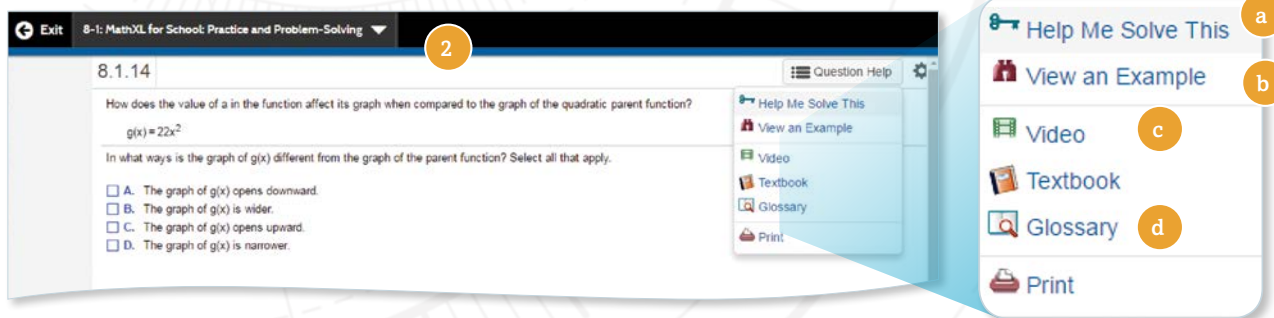 Exit 8-1: MathXL for School: Practice and Problem-Solving
2
8.1.14
Question Help
How does the value of a in the function affect its graph when compared to the graph of the quadratic parent function?
g(x) = 22x²
In what ways is the graph of g(x) different from the graph of the parent function? Select all that apply.
A. The graph of g(x) opens downward.
B. The graph of g(x) is wider.
C. The graph of g(x) opens upward.
D. The graph of g(x) is narrower.
Help Me Solve This
View an Example
Video
Textbook
Glossary
Print
Help Me Solve This a
View an Example b
Video c
Textbook
Glossary d
Print